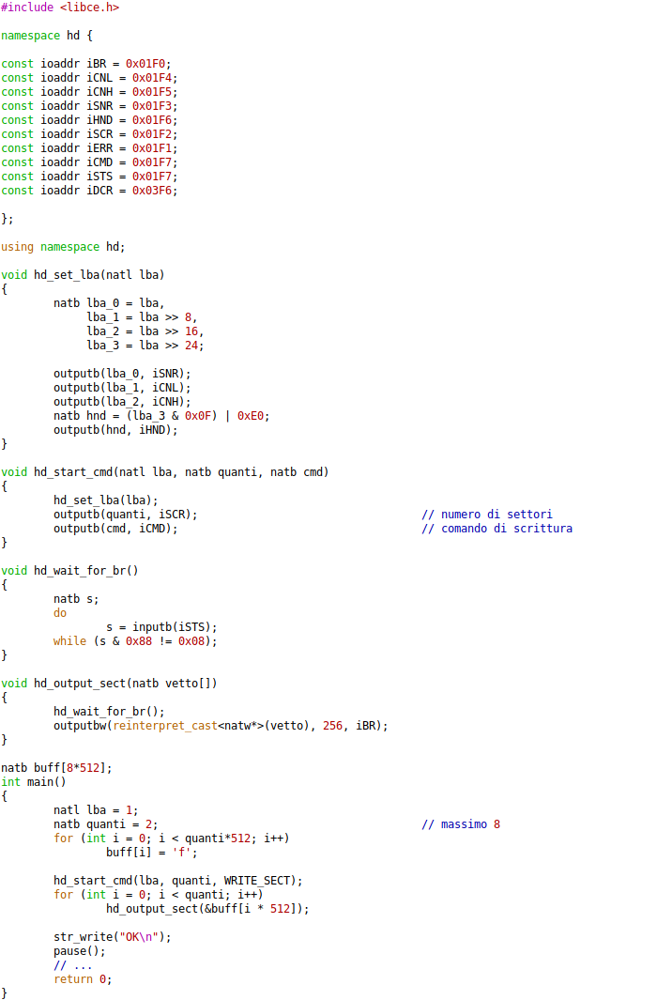 #include <libce.h>

namespace hd {

const ioaddr iBR = 0x01F0;
const ioaddr iCNL = 0x01F4;
const ioaddr iCNH = 0x01F5;
const ioaddr iSNR = 0x01F3;
const ioaddr iHND = 0x01F6;
const ioaddr iSCR = 0x01F2;
const ioaddr iERR = 0x01F1;
const ioaddr iCMD = 0x01F7;
const ioaddr iSTS = 0x01F7;
const ioaddr iDCR = 0x03F6;

};

using namespace hd;

void hd_set_lba(natl lba)
{
        natb lba_0 = lba,
             lba_1 = lba >> 8,
             lba_2 = lba >> 16,
             lba_3 = lba >> 24;

        outputb(lba_0, iSNR);
        outputb(lba_1, iCNL);
        outputb(lba_2, iCNH);
        natb hnd = (lba_3 & 0x0F) | 0xE0;
        outputb(hnd, iHND);
}

void hd_start_cmd(natl lba, natb quanti, natb cmd)
{
        hd_set_lba(lba);
        outputb(quanti, iSCR);                                  // numero di settori
        outputb(cmd, iCMD);                                     // comando di scrittura
}

void hd_wait_for_br()
{
        natb s;
        do
                s = inputb(iSTS);
        while (s & 0x88 != 0x08);
}

void hd_output_sect(natb vetto[])
{
        hd_wait_for_br();
        outputbw(reinterpret_cast<natw*>(vetto), 256, iBR);
}

natb buff[8*512];
int main()
{
        natl lba = 1;
        natb quanti = 2;                                        // massimo 8
        for (int i = 0; i < quanti*512; i++)
                buff[i] = 'f';

        hd_start_cmd(lba, quanti, WRITE_SECT);
        for (int i = 0; i < quanti; i++)
                hd_output_sect(&buff[i * 512]);

        str_write("OK\n");
        pause();
        // ...
        return 0;
}